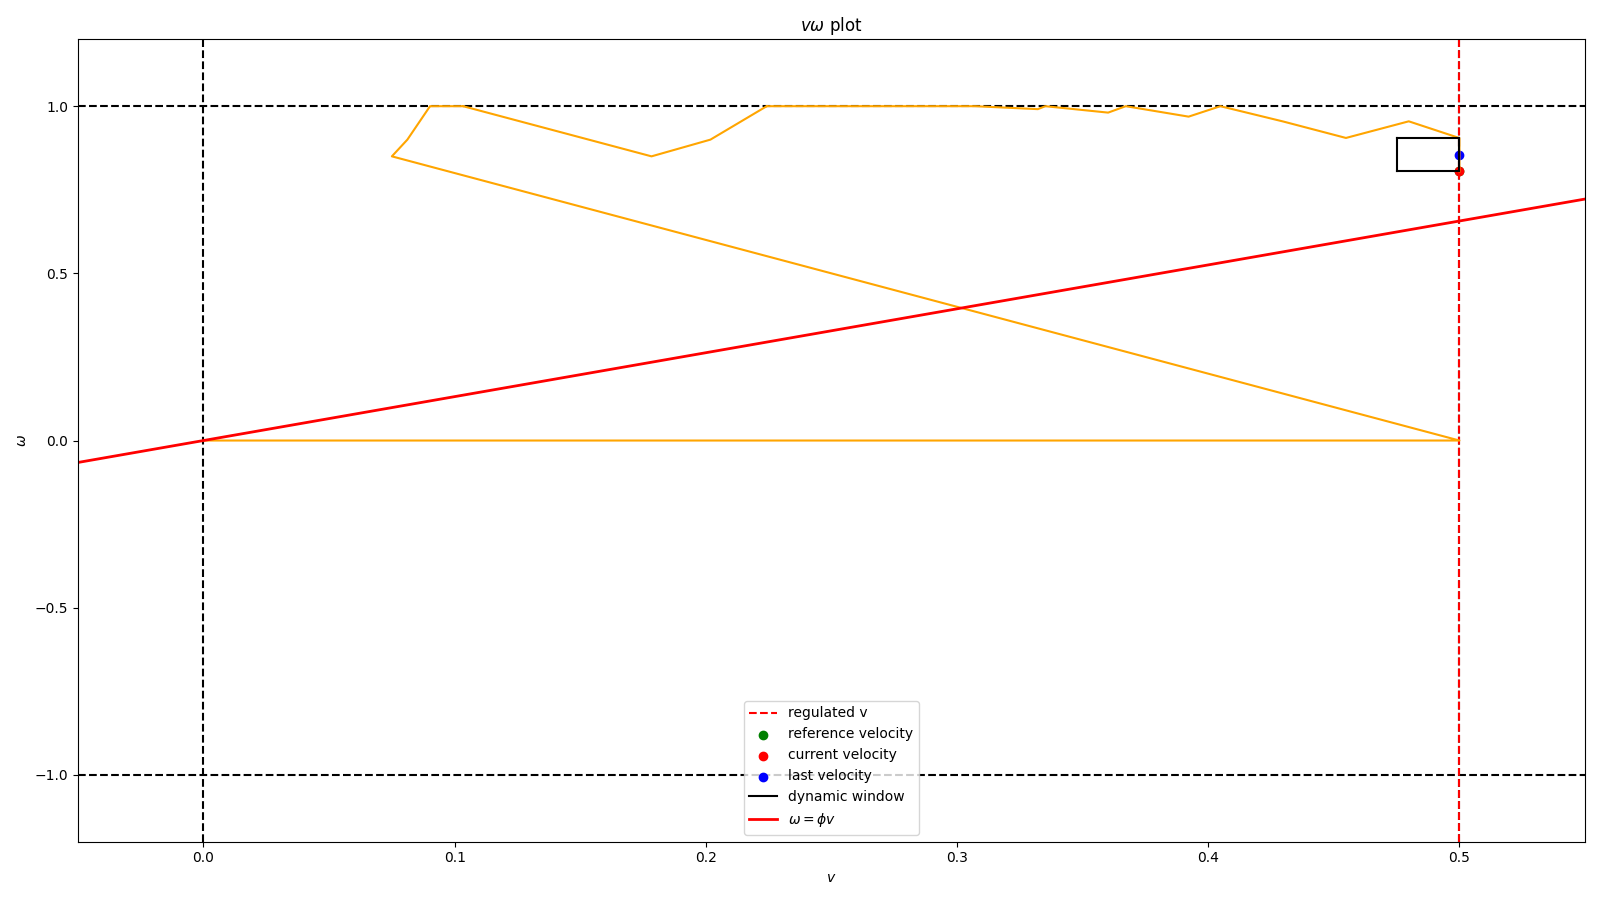 vω plot
1.0
0.5
0.0
−0.5
−1.0
ω
0.0 0.1 0.2 0.3 0.4 0.5
v
regulated v
reference velocity
current velocity
last velocity
dynamic window
ω = ϕv